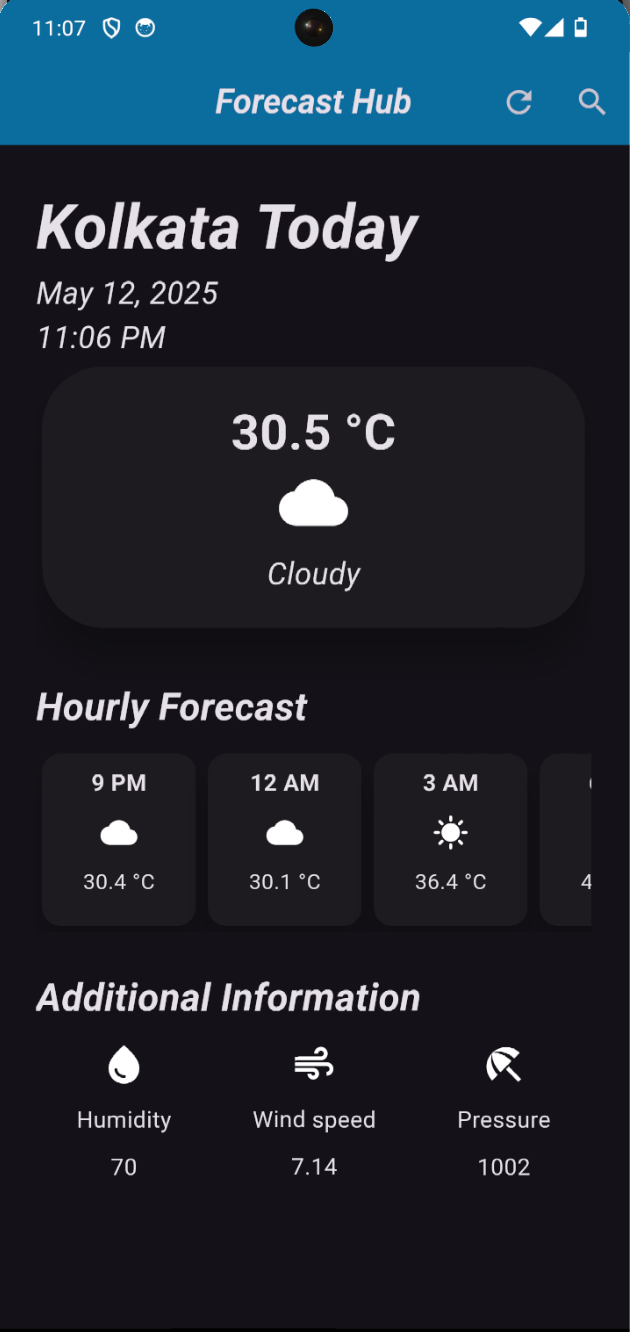 11:07
Forecast Hub
Kolkata Today
May 12, 2025
11:06 PM
30.5 °C
Cloudy
Hourly Forecast
9 PM 12 AM 3 AM
30.4 °C 30.1 °C 36.4 °C 4
Additional Information
Humidity Wind speed Pressure
70 7.14 1002